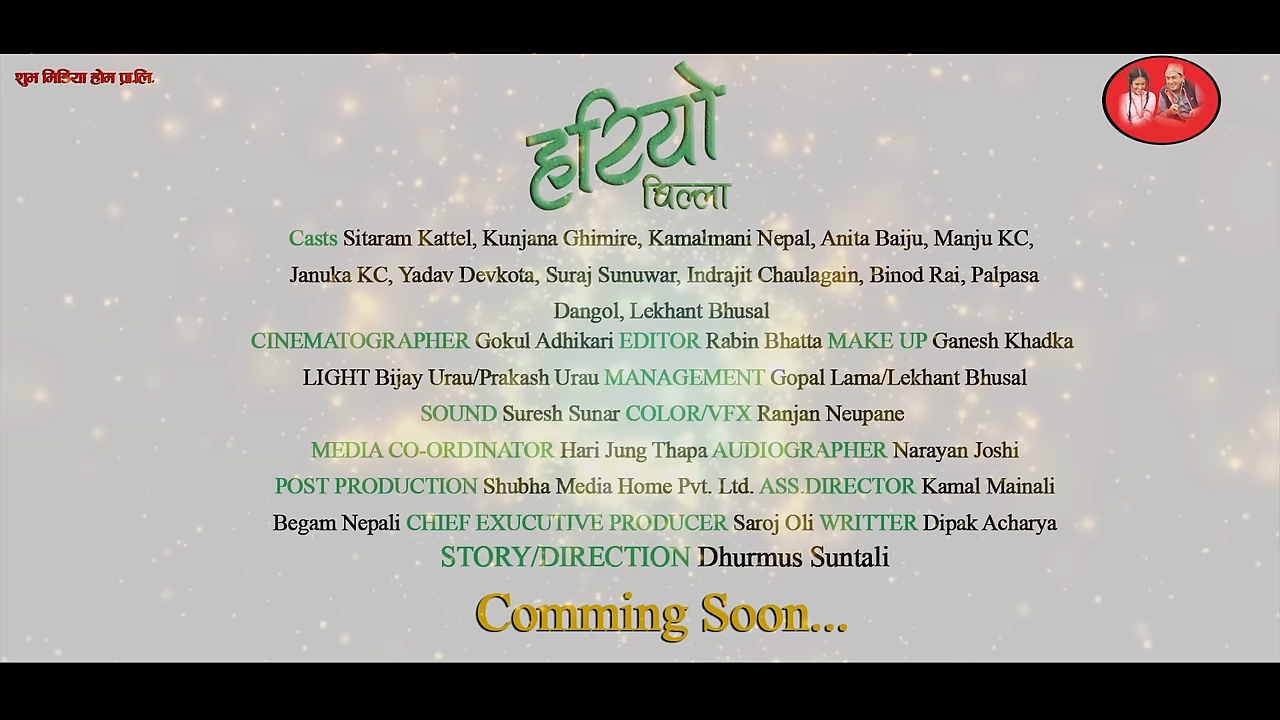 शुभ मिडिया होम प्रा.लि.
हरियो
चिल्ला
Casts Sitaram Kattel, Kunjana Ghimire, Kamalmani Nepal, Anita Baiju, Manju KC,
Januka KC, Yadav Devkota, Suraj Sunuwar, Indrajit Chaulagain, Binod Rai, Palpasa
Dangol, Lekhant Bhusal
CINEMATOGRAPHER Gokul Adhikari EDITOR Rabin Bhatta MAKE UP Ganesh Khadka
LIGHT Bijay Urau/Prakash Urau MANAGEMENT Gopal Lama/Lekhant Bhusal
SOUND Suresh Sunar COLOR/VFX Ranjan Neupane
MEDIA CO-ORDINATOR Hari Jung Thapa AUDIOGRAPHER Narayan Joshi
POST PRODUCTION Shubha Media Home Pvt. Ltd. ASS.DIRECTOR Kamal Mainali
Begam Nepali CHIEF EXUCUTIVE PRODUCER Saroj Oli WRITTER Dipak Acharya
STORY/DIRECTION Dhurmus Suntali
Comming Soon...